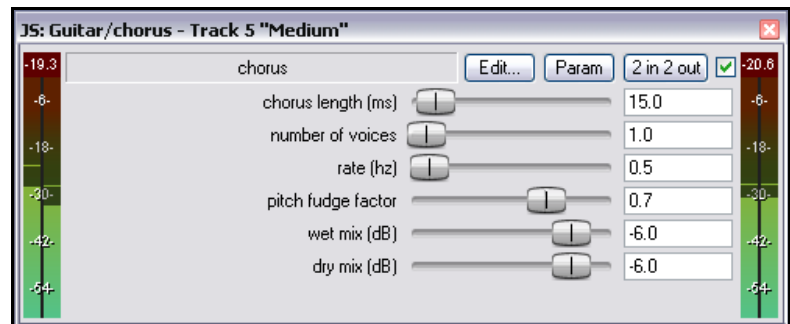 JS: Guitar/chorus - Track 5 "Medium"
-19.3 chorus Edit... Param 2 in 2 out -20.6
-6- chorus length (ms) 15.0 -6-
number of voices 1.0
-18- -18-
rate (hz) 0.5
-30- pitch fudge factor 0.7 -30-
wet mix (dB) -6.0
-42- -42-
dry mix (dB) -6.0
-54- -54-